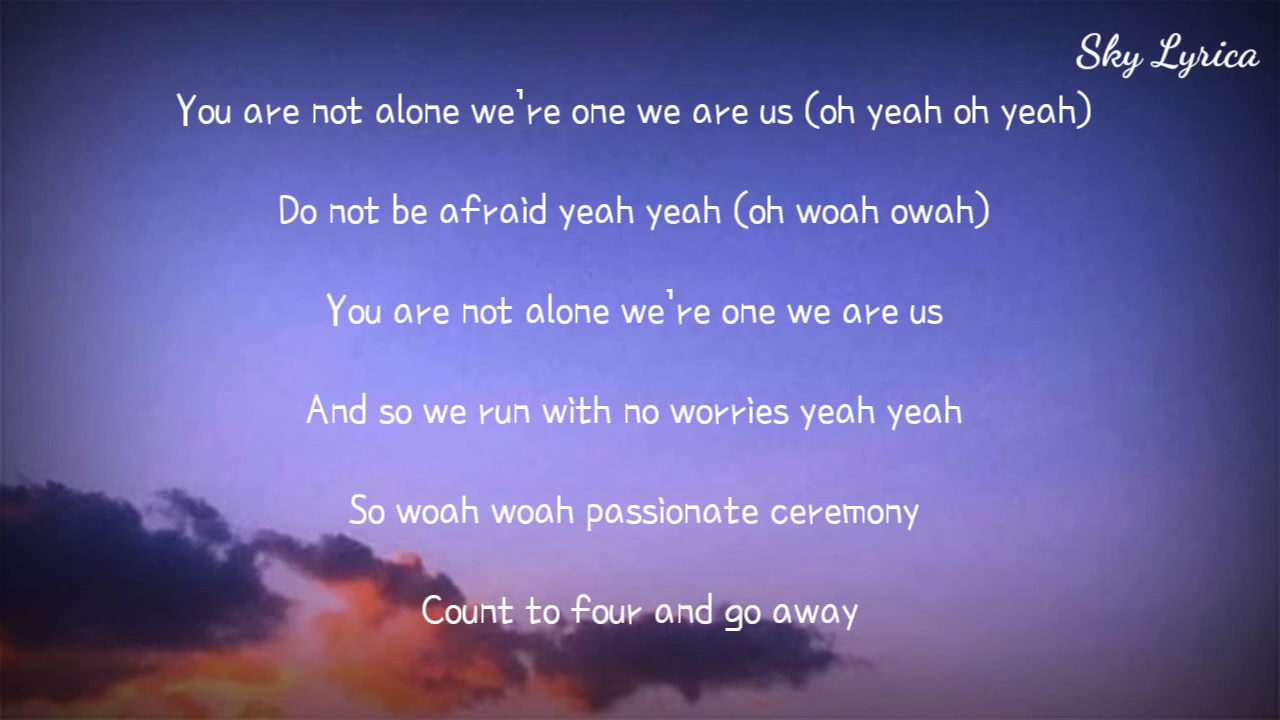 Sky Lyrica
You are not alone we're one we are us (oh yeah oh yeah)
Do not be afraid yeah yeah (oh woah owah)
You are not alone we're one we are us
And so we run with no worries yeah yeah
So woah woah passionate ceremony
Count to four and go away